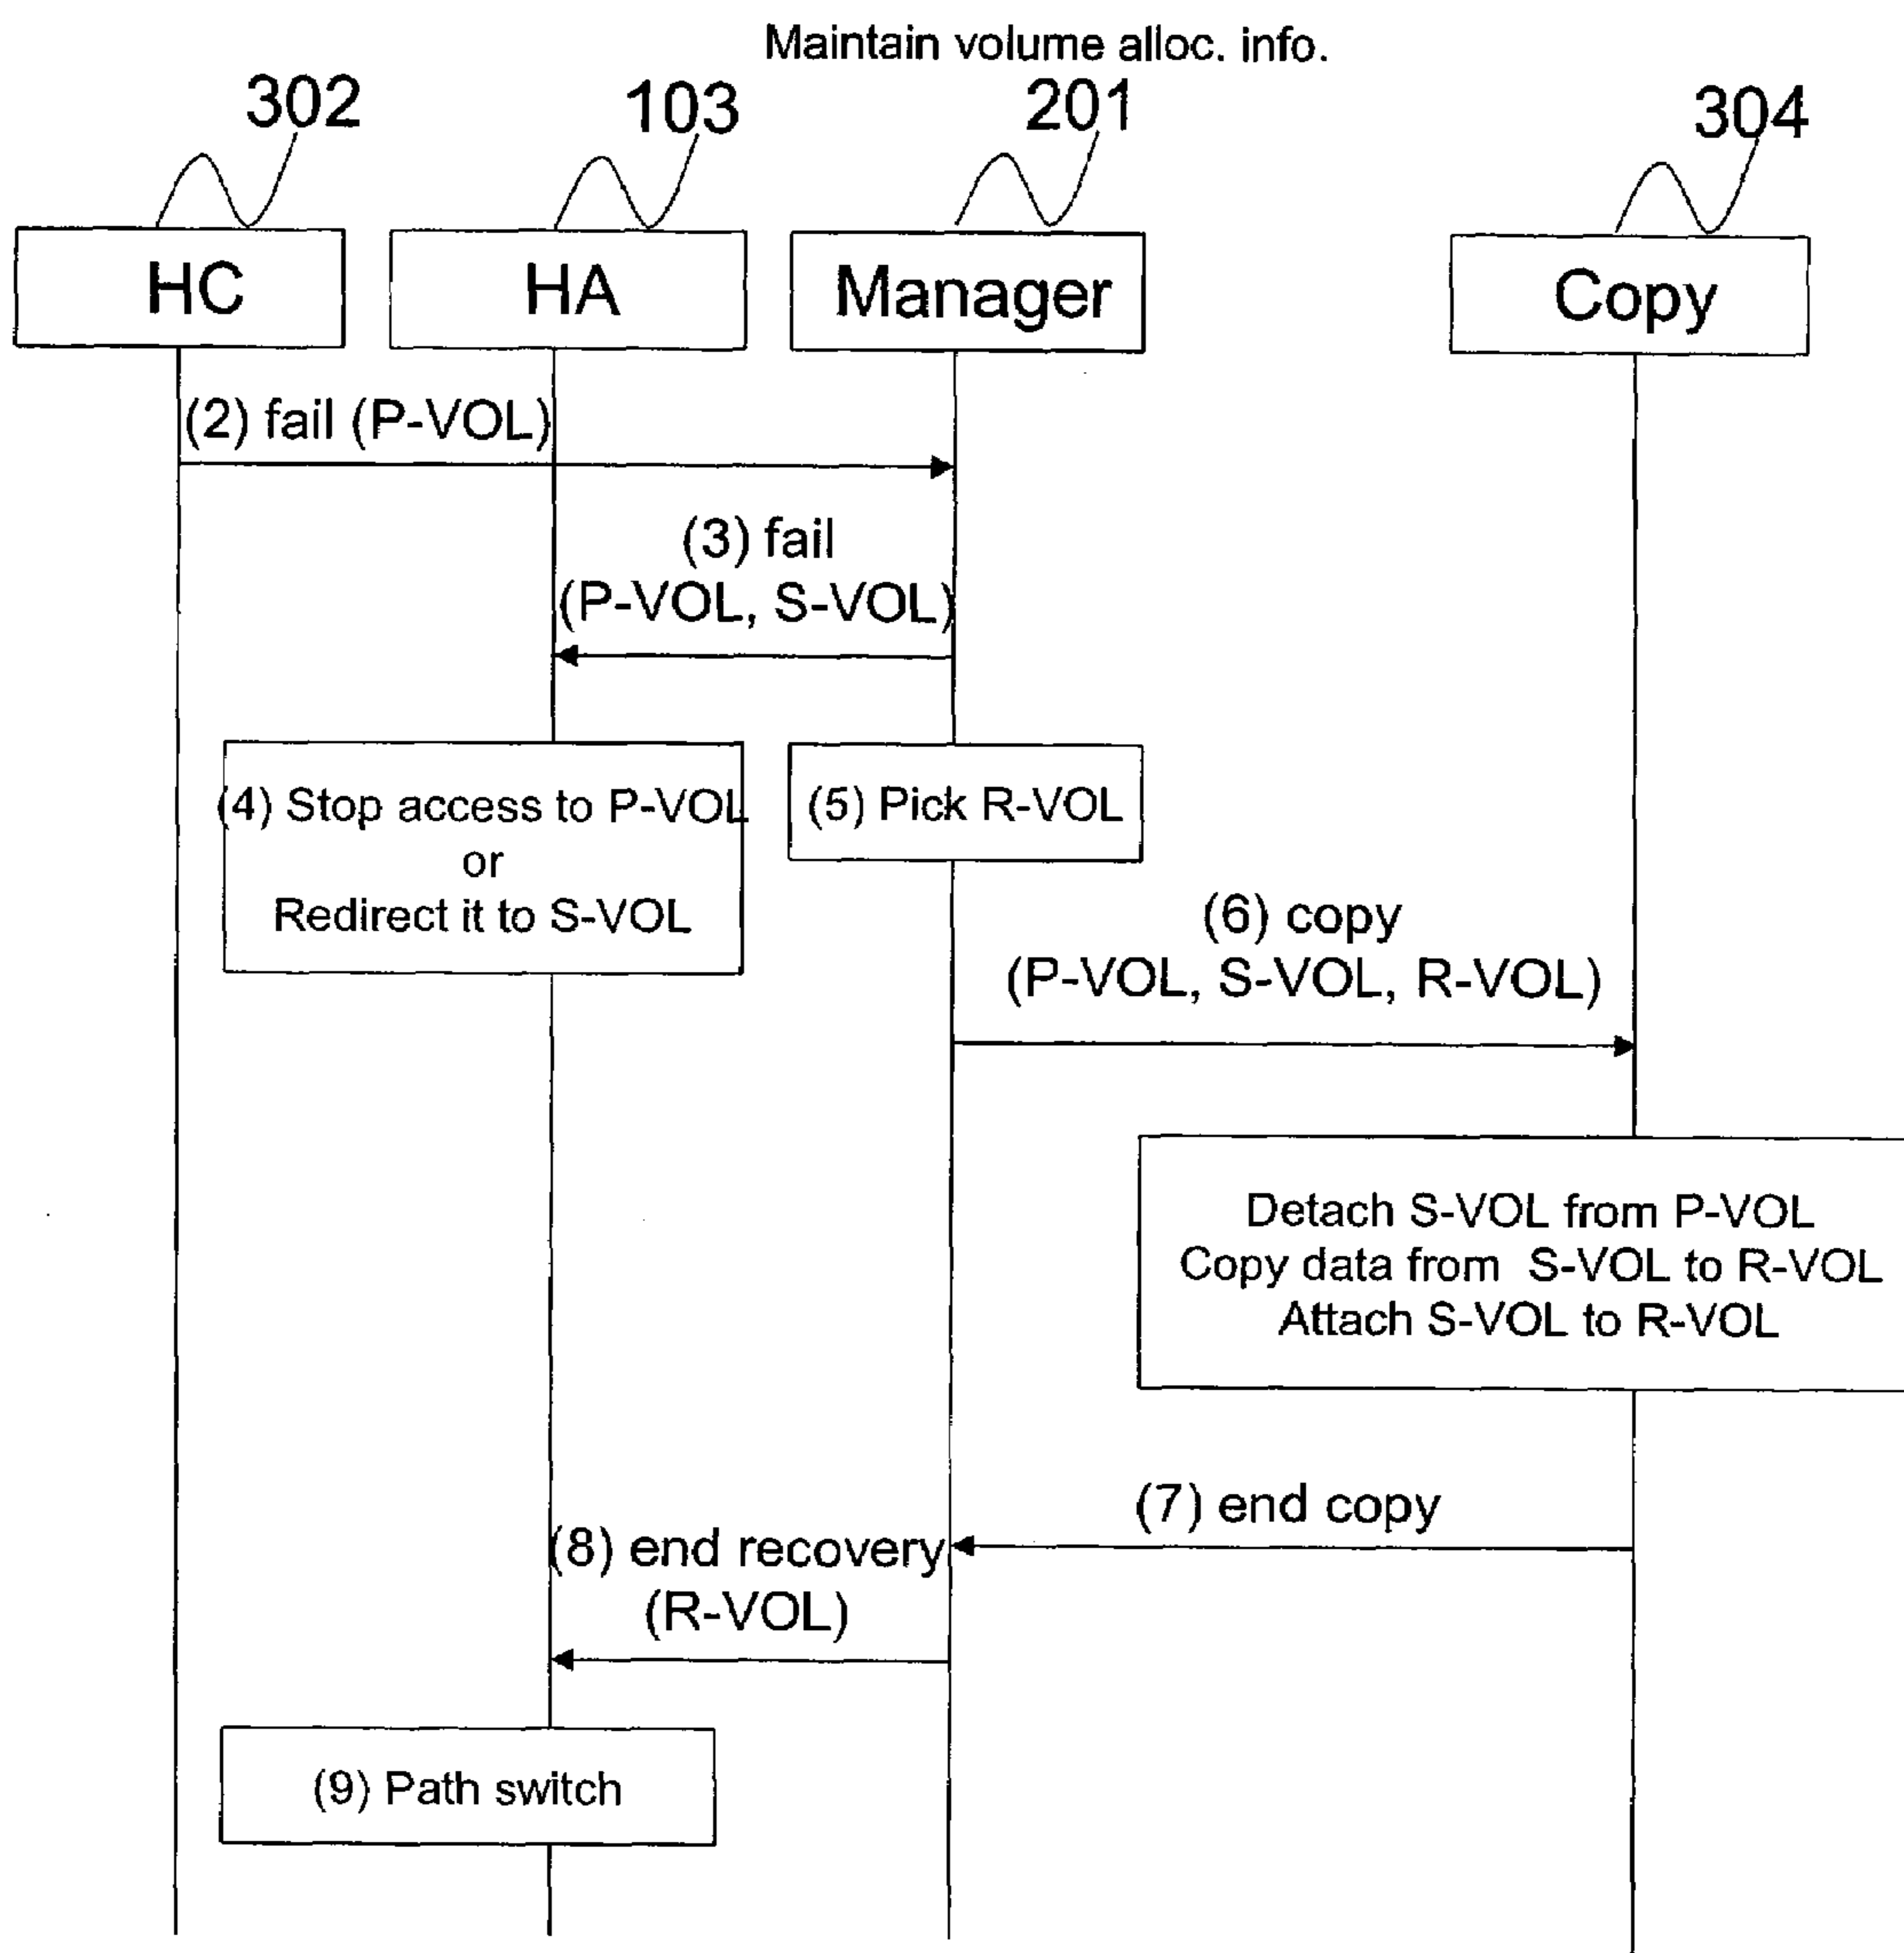 Maintain volume alloc. info.
302
103
201
304
HC
HA
Manager
Copy
(2) fail (P-VOL)
(3) fail
(P-VOL, S-VOL)
(4) Stop access to P-VOL
or
Redirect it to S-VOL
(5) Pick R-VOL
(6) copy
(P-VOL, S-VOL, R-VOL)
Detach S-VOL from P-VOL
Copy data from S-VOL to R-VOL
Attach S-VOL to R-VOL
(7) end copy
(8) end recovery
(R-VOL)
(9) Path switch